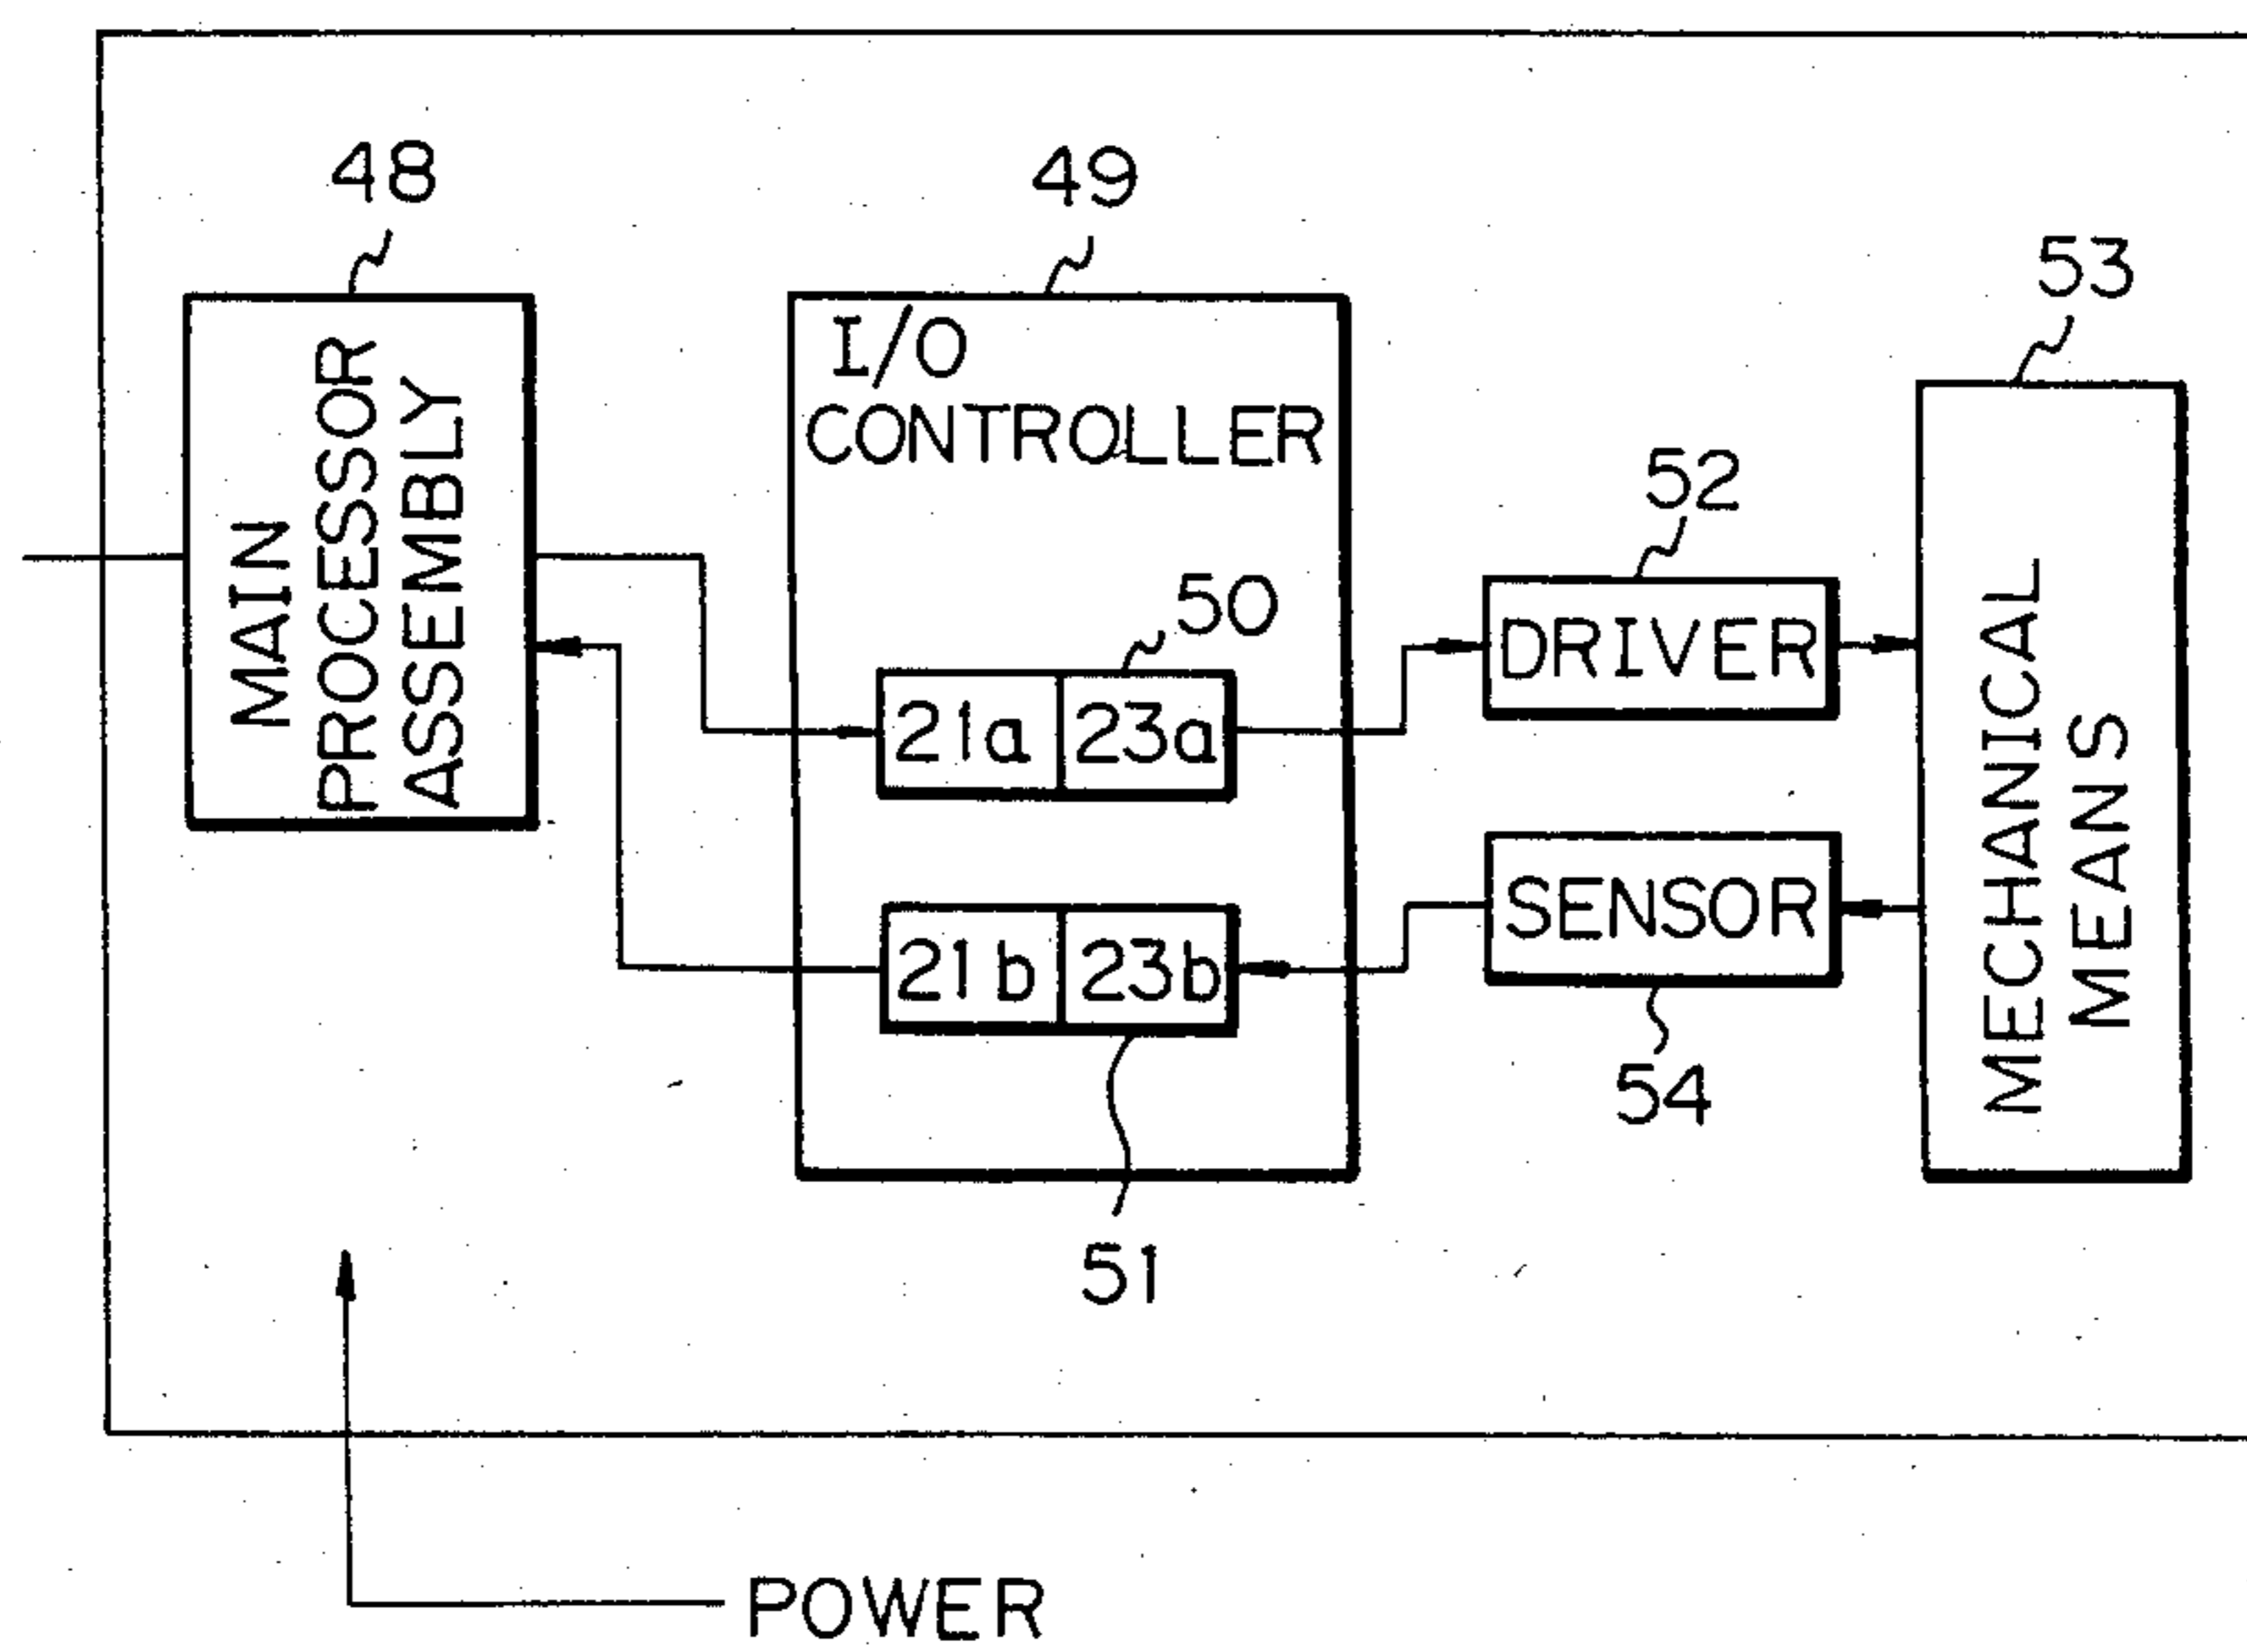 48
49
53
MAIN
PROCESSOR
ASSEMBLY
I/O
CONTROLLER
52
50
DRIVER
21a 23a
MECHANICAL
MEANS
SENSOR
21b 23b
54
51
POWER